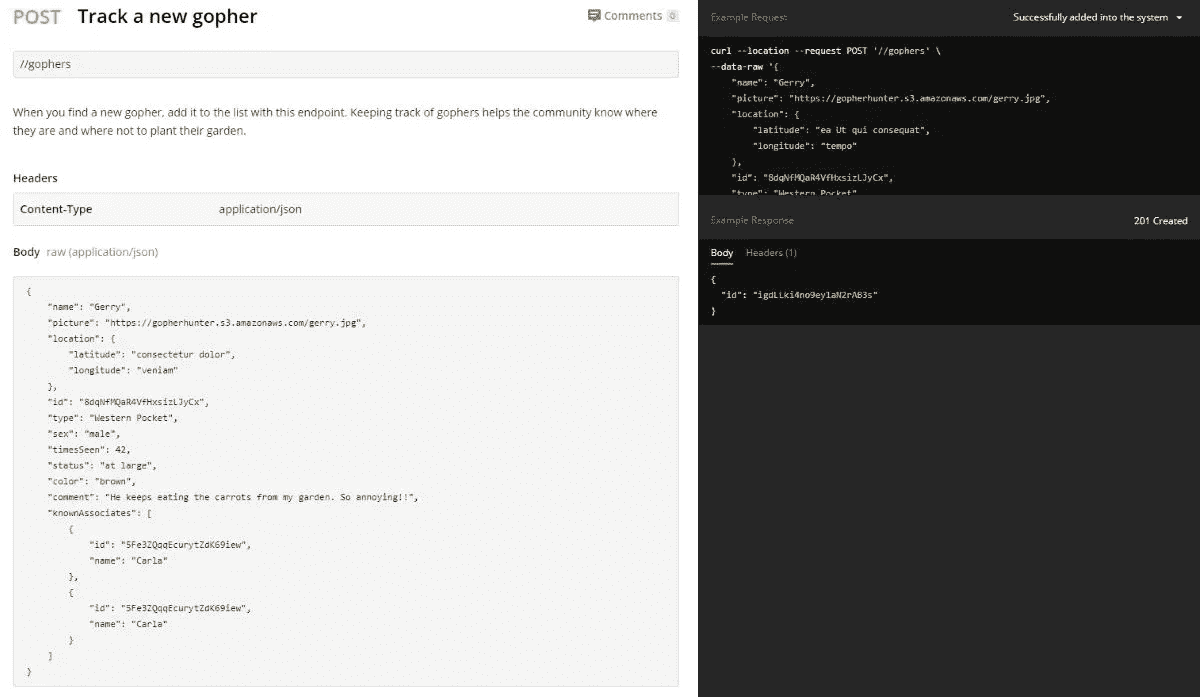 POST Track a new gopher
Comments 0
//gophers
When you find a new gopher, add it to the list with this endpoint. Keeping track of gophers helps the community know where
they are and where not to plant their garden.
Headers
Content-Type application/json
Body raw (application/json)
{
"name": "Gerry",
"picture": "https://gopherhunter.s3.amazonaws.com/gerry.jpg",
"location": {
"latitude": "consectetur dolor",
"longitude": "veniam"
},
"id": "8dqNfMQaR4VfHxsizLJyCx",
"type": "Western Pocket",
"sex": "male",
"timesSeen": 42,
"status": "at large",
"color": "brown",
"comment": "He keeps eating the carrots from my garden. So annoying!!",
"knownAssociates": [
{
"id": "5Fe3ZQqqEcurytZdK69iew",
"name": "Carla"
},
{
"id": "5Fe3ZQqqEcurytZdK69iew",
"name": "Carla"
}
]
}
Example Request Successfully added into the system
curl --location --request POST '//gophers' \
--data-raw '{
"name": "Gerry",
"picture": "https://gopherhunter.s3.amazonaws.com/gerry.jpg",
"location": {
"latitude": "ea Ut qui consequat",
"longitude": "tempo"
},
"id": "8dqNfMQaR4VfHxsizLJyCx",
"type": "Western Pocket"
Example Response 201 Created
Body Headers (1)
{
"id": "igdLLki4no9ey1aN2rAB3s"
}